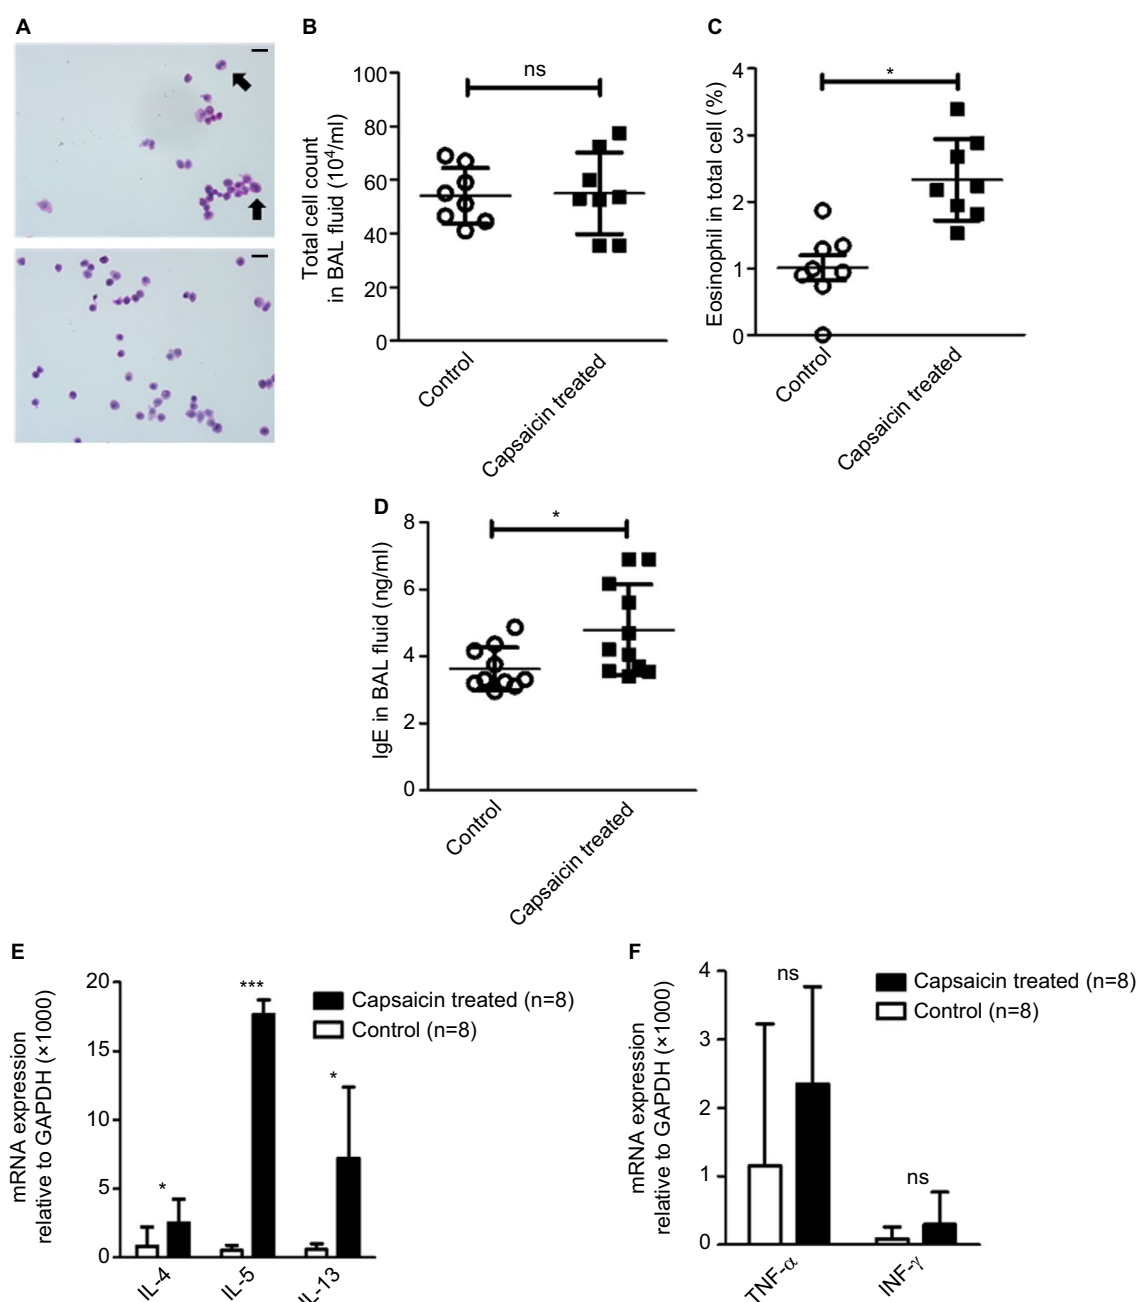 A
B
C
ns
*
100
80
60
40
20
0
Total cell count
in BAL fluid (10⁴/ml)
Control
Capsaicin treated
4
3
2
1
0
Eosinophil in total cell (%)
Control
Capsaicin treated
D
*
8
6
4
2
0
IgE in BAL fluid (ng/ml)
Control
Capsaicin treated
E
20
15
10
5
0
mRNA expression
relative to GAPDH (×1000)
*
***
*
Capsaicin treated (n=8)
Control (n=8)
IL-4
IL-5
IL-13
F
4
3
2
1
0
mRNA expression
relative to GAPDH (×1000)
ns
ns
Capsaicin treated (n=8)
Control (n=8)
TNF-α
INF-γ